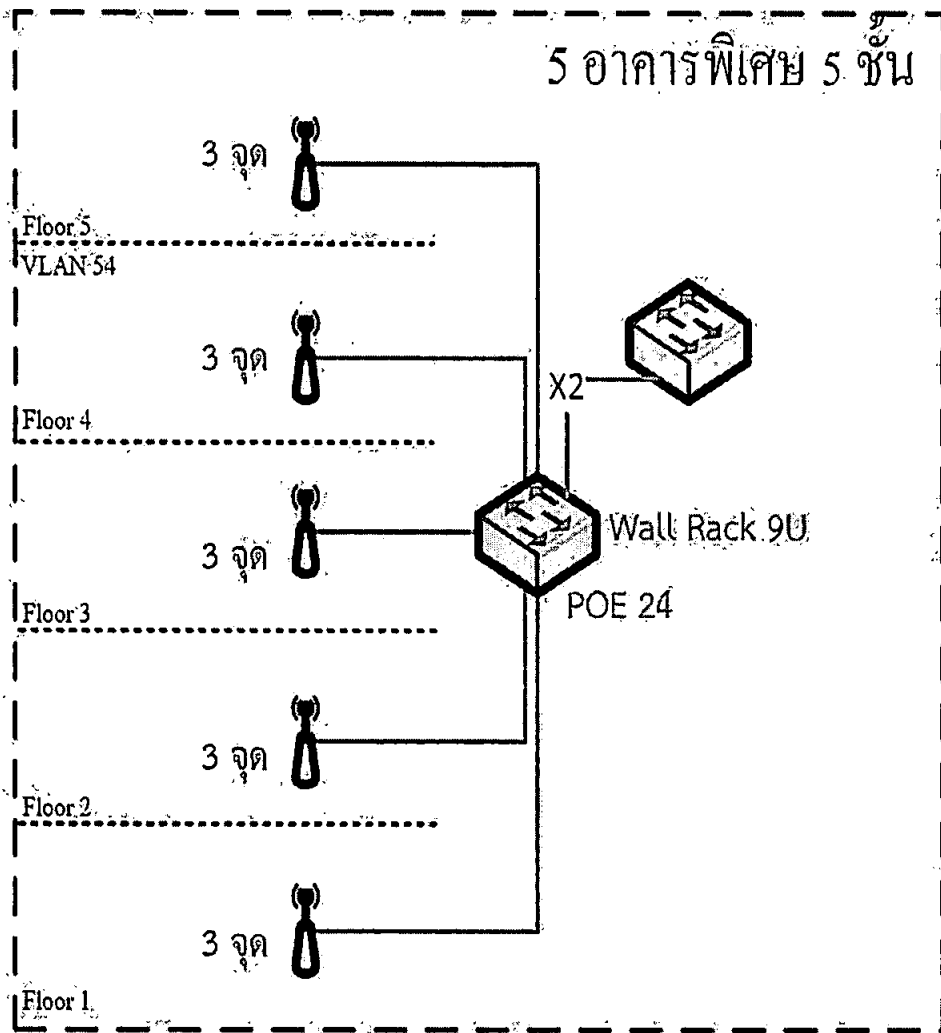 5 อาคารพิเศษ 5 ชั้น
3 จุด
Floor 5
VLAN 54
3 จุด
X2
Floor 4
3 จุด
Wall Rack 9U
POE 24
Floor 3
3 จุด
Floor 2
3 จุด
Floor 1